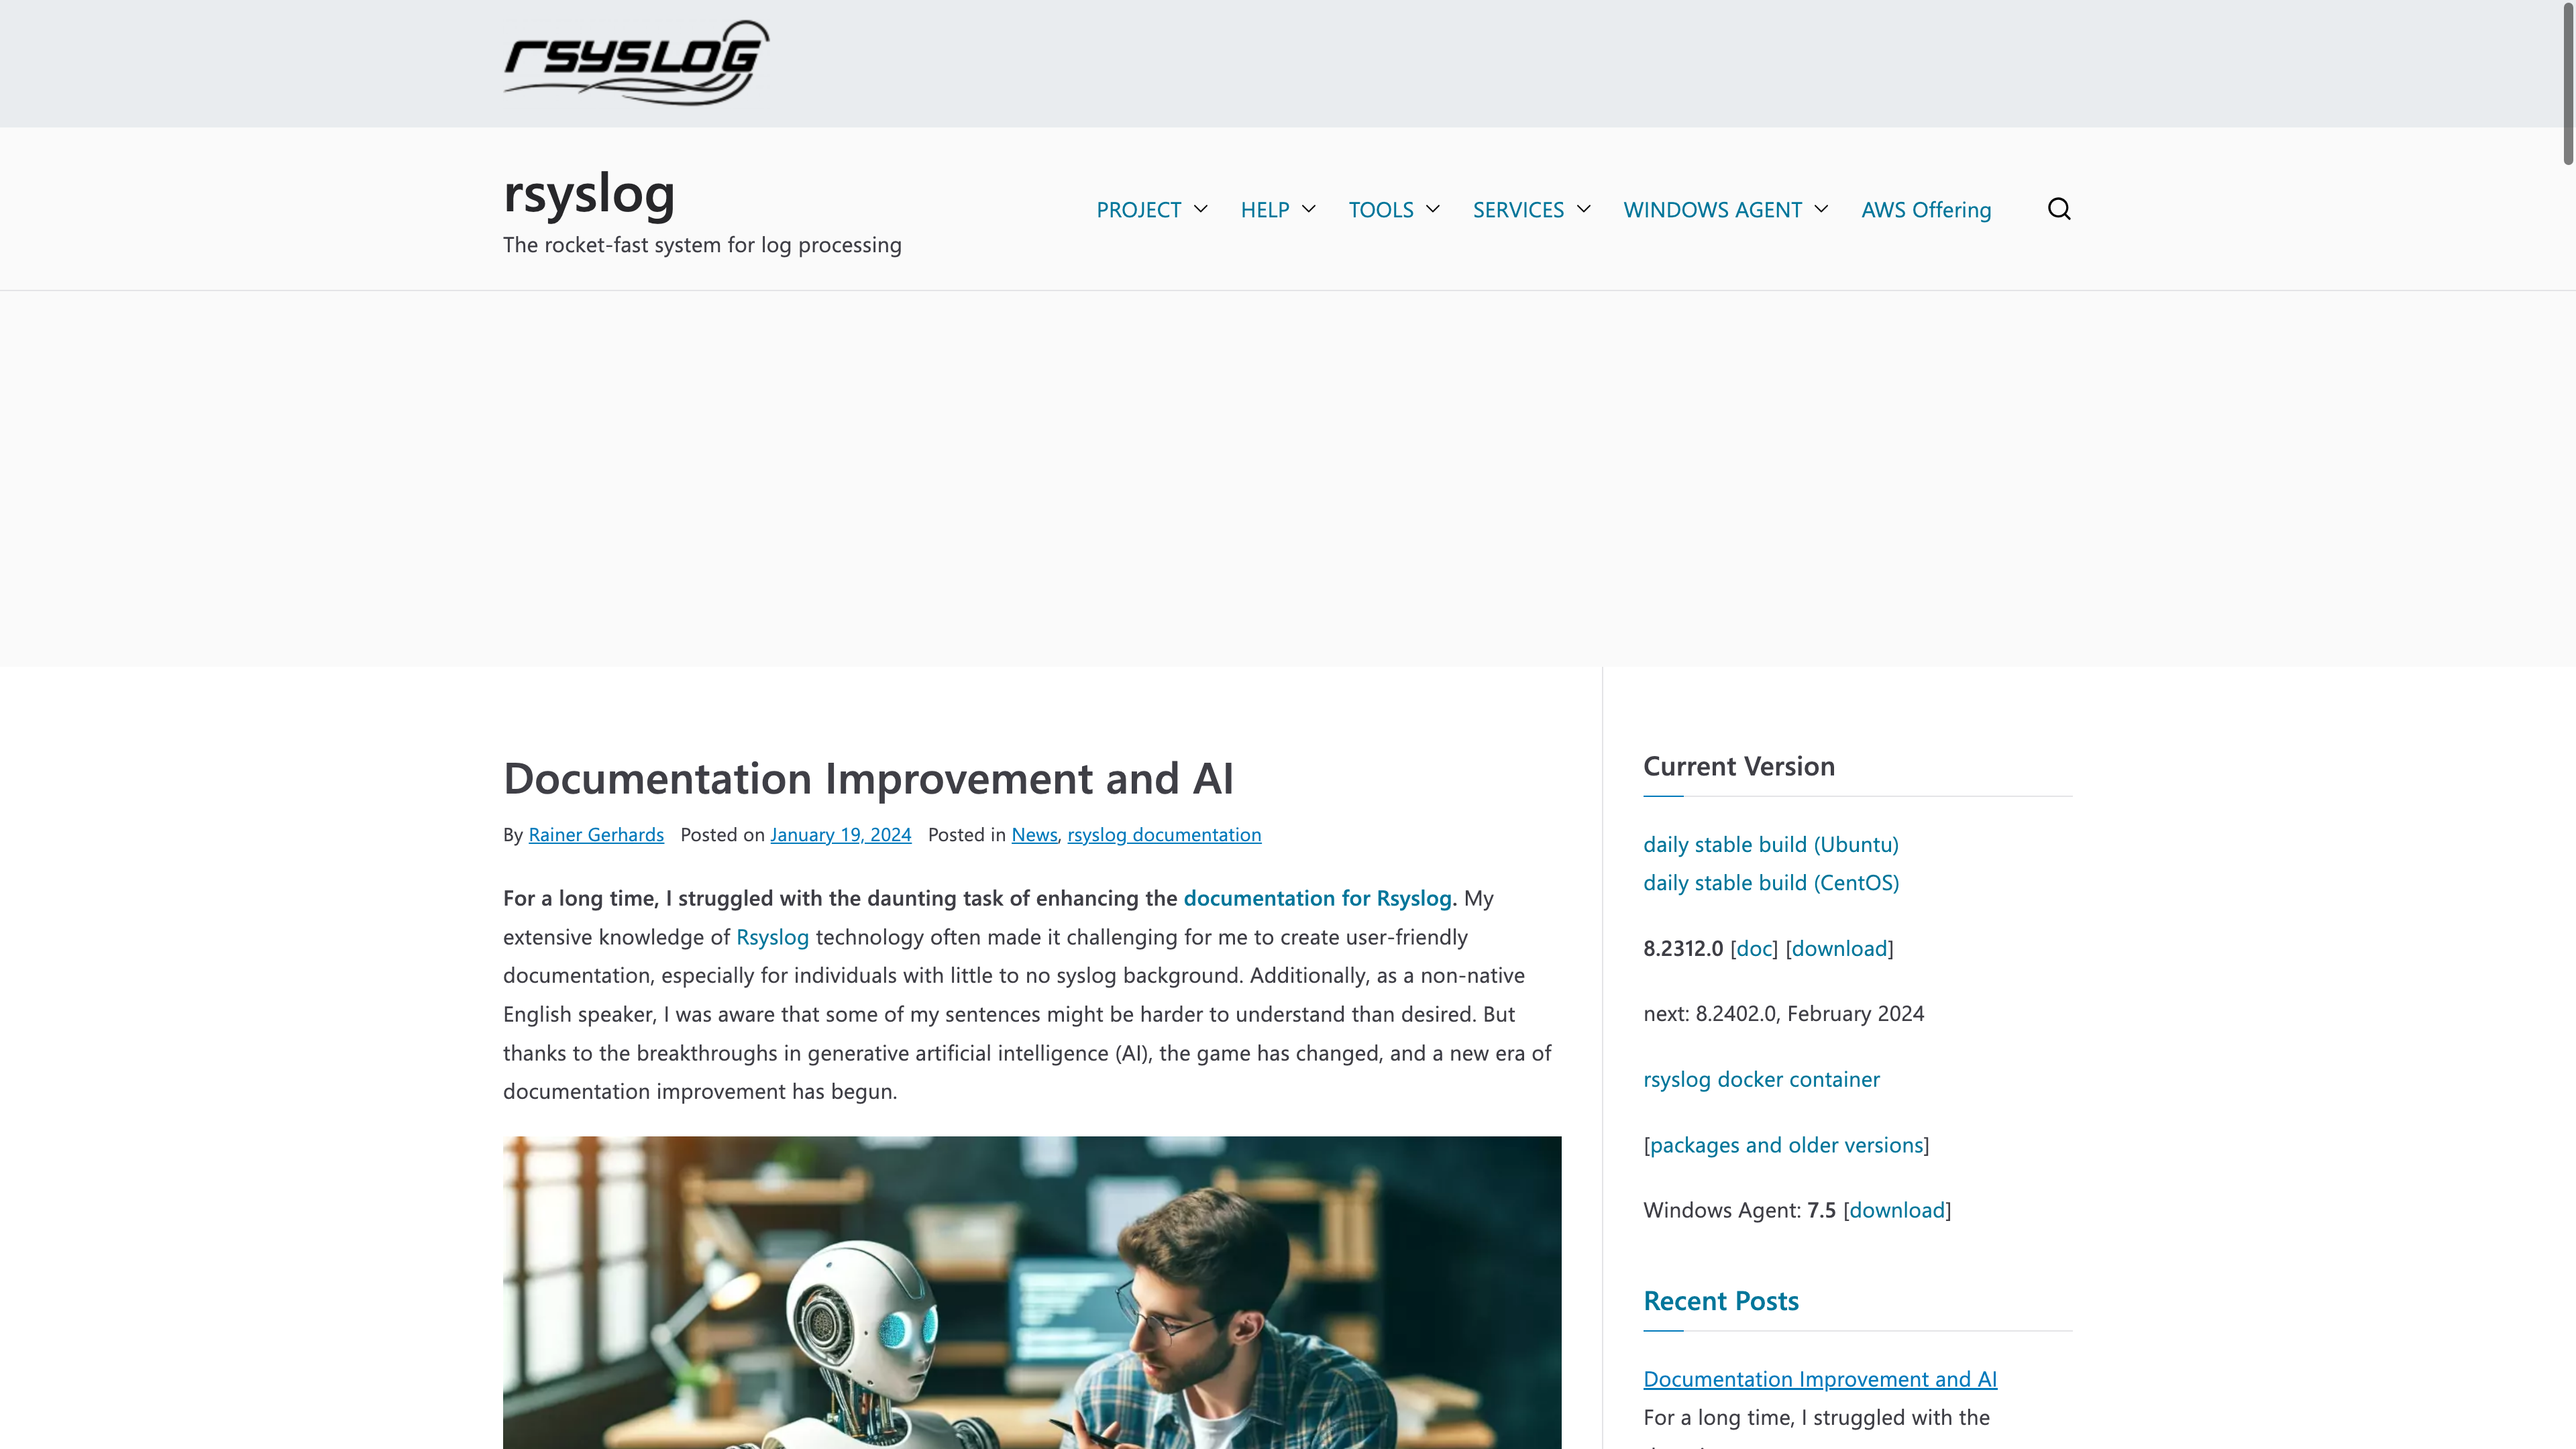 RSYSLOG
rsyslog
The rocket-fast system for log processing
PROJECT HELP TOOLS SERVICES WINDOWS AGENT AWS Offering
Documentation Improvement and AI
By Rainer Gerhards Posted on January 19, 2024 Posted in News, rsyslog documentation
For a long time, I struggled with the daunting task of enhancing the documentation for Rsyslog. My
extensive knowledge of Rsyslog technology often made it challenging for me to create user-friendly
documentation, especially for individuals with little to no syslog background. Additionally, as a non-native
English speaker, I was aware that some of my sentences might be harder to understand than desired. But
thanks to the breakthroughs in generative artificial intelligence (AI), the game has changed, and a new era of
documentation improvement has begun.
Current Version
daily stable build (Ubuntu)
daily stable build (CentOS)
8.2312.0 [doc] [download]
next: 8.2402.0, February 2024
rsyslog docker container
[packages and older versions]
Windows Agent: 7.5 [download]
Recent Posts
Documentation Improvement and AI
For a long time, I struggled with the